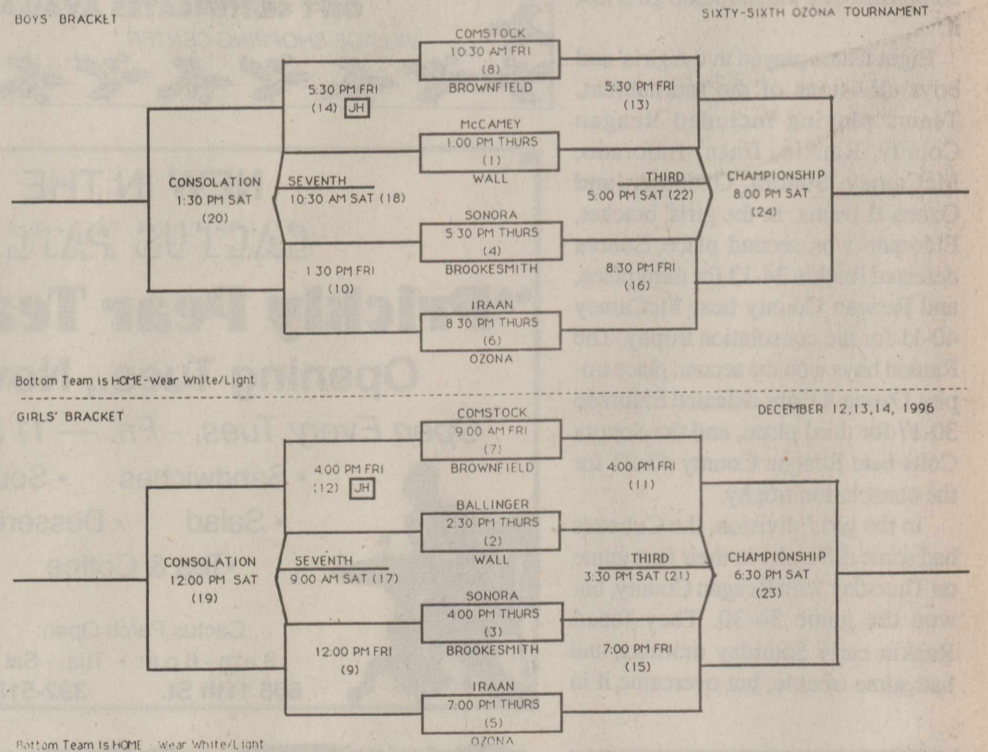 BOYS' BRACKET
SIXTY-SIXTH OZONA TOURNAMENT
COMSTOCK
10:30 AM FRI
(8)
BROWNFIELD
5:30 PM FRI
(14) JH
5:30 PM FRI
(13)
McCAMEY
1:00 PM THURS
(1)
WALL
CONSOLATION
1:30 PM SAT
(20)
SEVENTH
10:30 AM SAT (18)
THIRD
5:00 PM SAT (22)
CHAMPIONSHIP
8:00 PM SAT
(24)
SONORA
5:30 PM THURS
(4)
BROOKESMITH
1:30 PM FRI
(10)
8:30 PM FRI
(16)
IRAAN
8:30 PM THURS
(6)
OZONA
Bottom Team is HOME-Wear White/Light
GIRLS' BRACKET
DECEMBER 12,13,14, 1996
COMSTOCK
9:00 AM FRI
(7)
BROWNFIELD
4:00 PM FRI
(12) JH
4:00 PM FRI
(11)
BALLINGER
2:30 PM THURS
(2)
WALL
CONSOLATION
12:00 PM SAT
(19)
SEVENTH
9:00 AM SAT (17)
THIRD
3:30 PM SAT (21)
CHAMPIONSHIP
6:30 PM SAT
(23)
SONORA
4:00 PM THURS
(3)
BROOKESMITH
12:00 PM FRI
(9)
7:00 PM FRI
(15)
IRAAN
7:00 PM THURS
(5)
OZONA
Bottom Team is HOME Wear White/Light